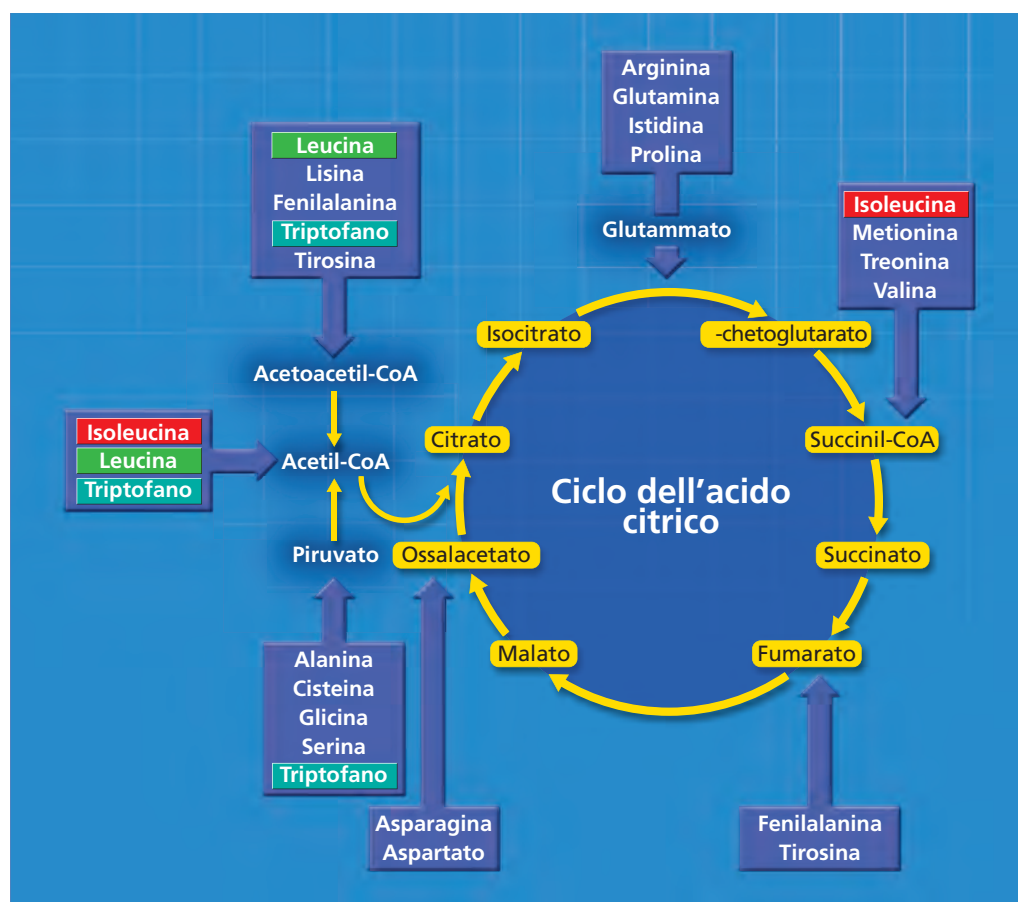 Arginina
Glutamina
Istidina
Prolina
Leucina
Lisina
Fenilalanina
Triptofano
Tirosina
Isoleucina
Metionina
Treonina
Valina
Glutammato
Isocitrato
-chetoglutarato
Acetoacetil-CoA
Isoleucina
Leucina
Triptofano
Acetil-CoA
Citrato
Succinil-CoA
Ciclo dell'acido
citrico
Piruvato
Ossalacetato
Succinato
Malato
Fumarato
Alanina
Cisteina
Glicina
Serina
Triptofano
Asparagina
Aspartato
Fenilalanina
Tirosina